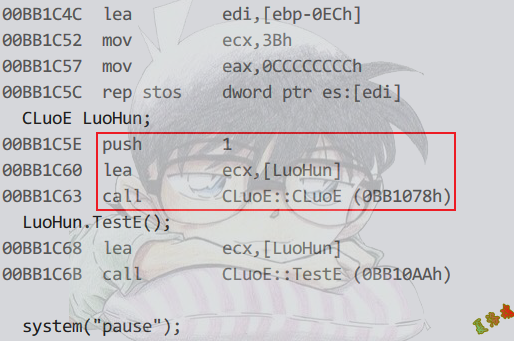 00BB1C4C  lea         edi,[ebp-0ECh]
00BB1C52  mov         ecx,3Bh
00BB1C57  mov         eax,0CCCCCCCCh
00BB1C5C  rep stos    dword ptr es:[edi]
  CLuoE LuoHun;
00BB1C5E  push        1
00BB1C60  lea         ecx,[LuoHun]
00BB1C63  call        CLuoE::CLuoE (0BB1078h)
  LuoHun.TestE();
00BB1C68  lea         ecx,[LuoHun]
00BB1C6B  call        CLuoE::TestE (0BB10AAh)
  system("pause");